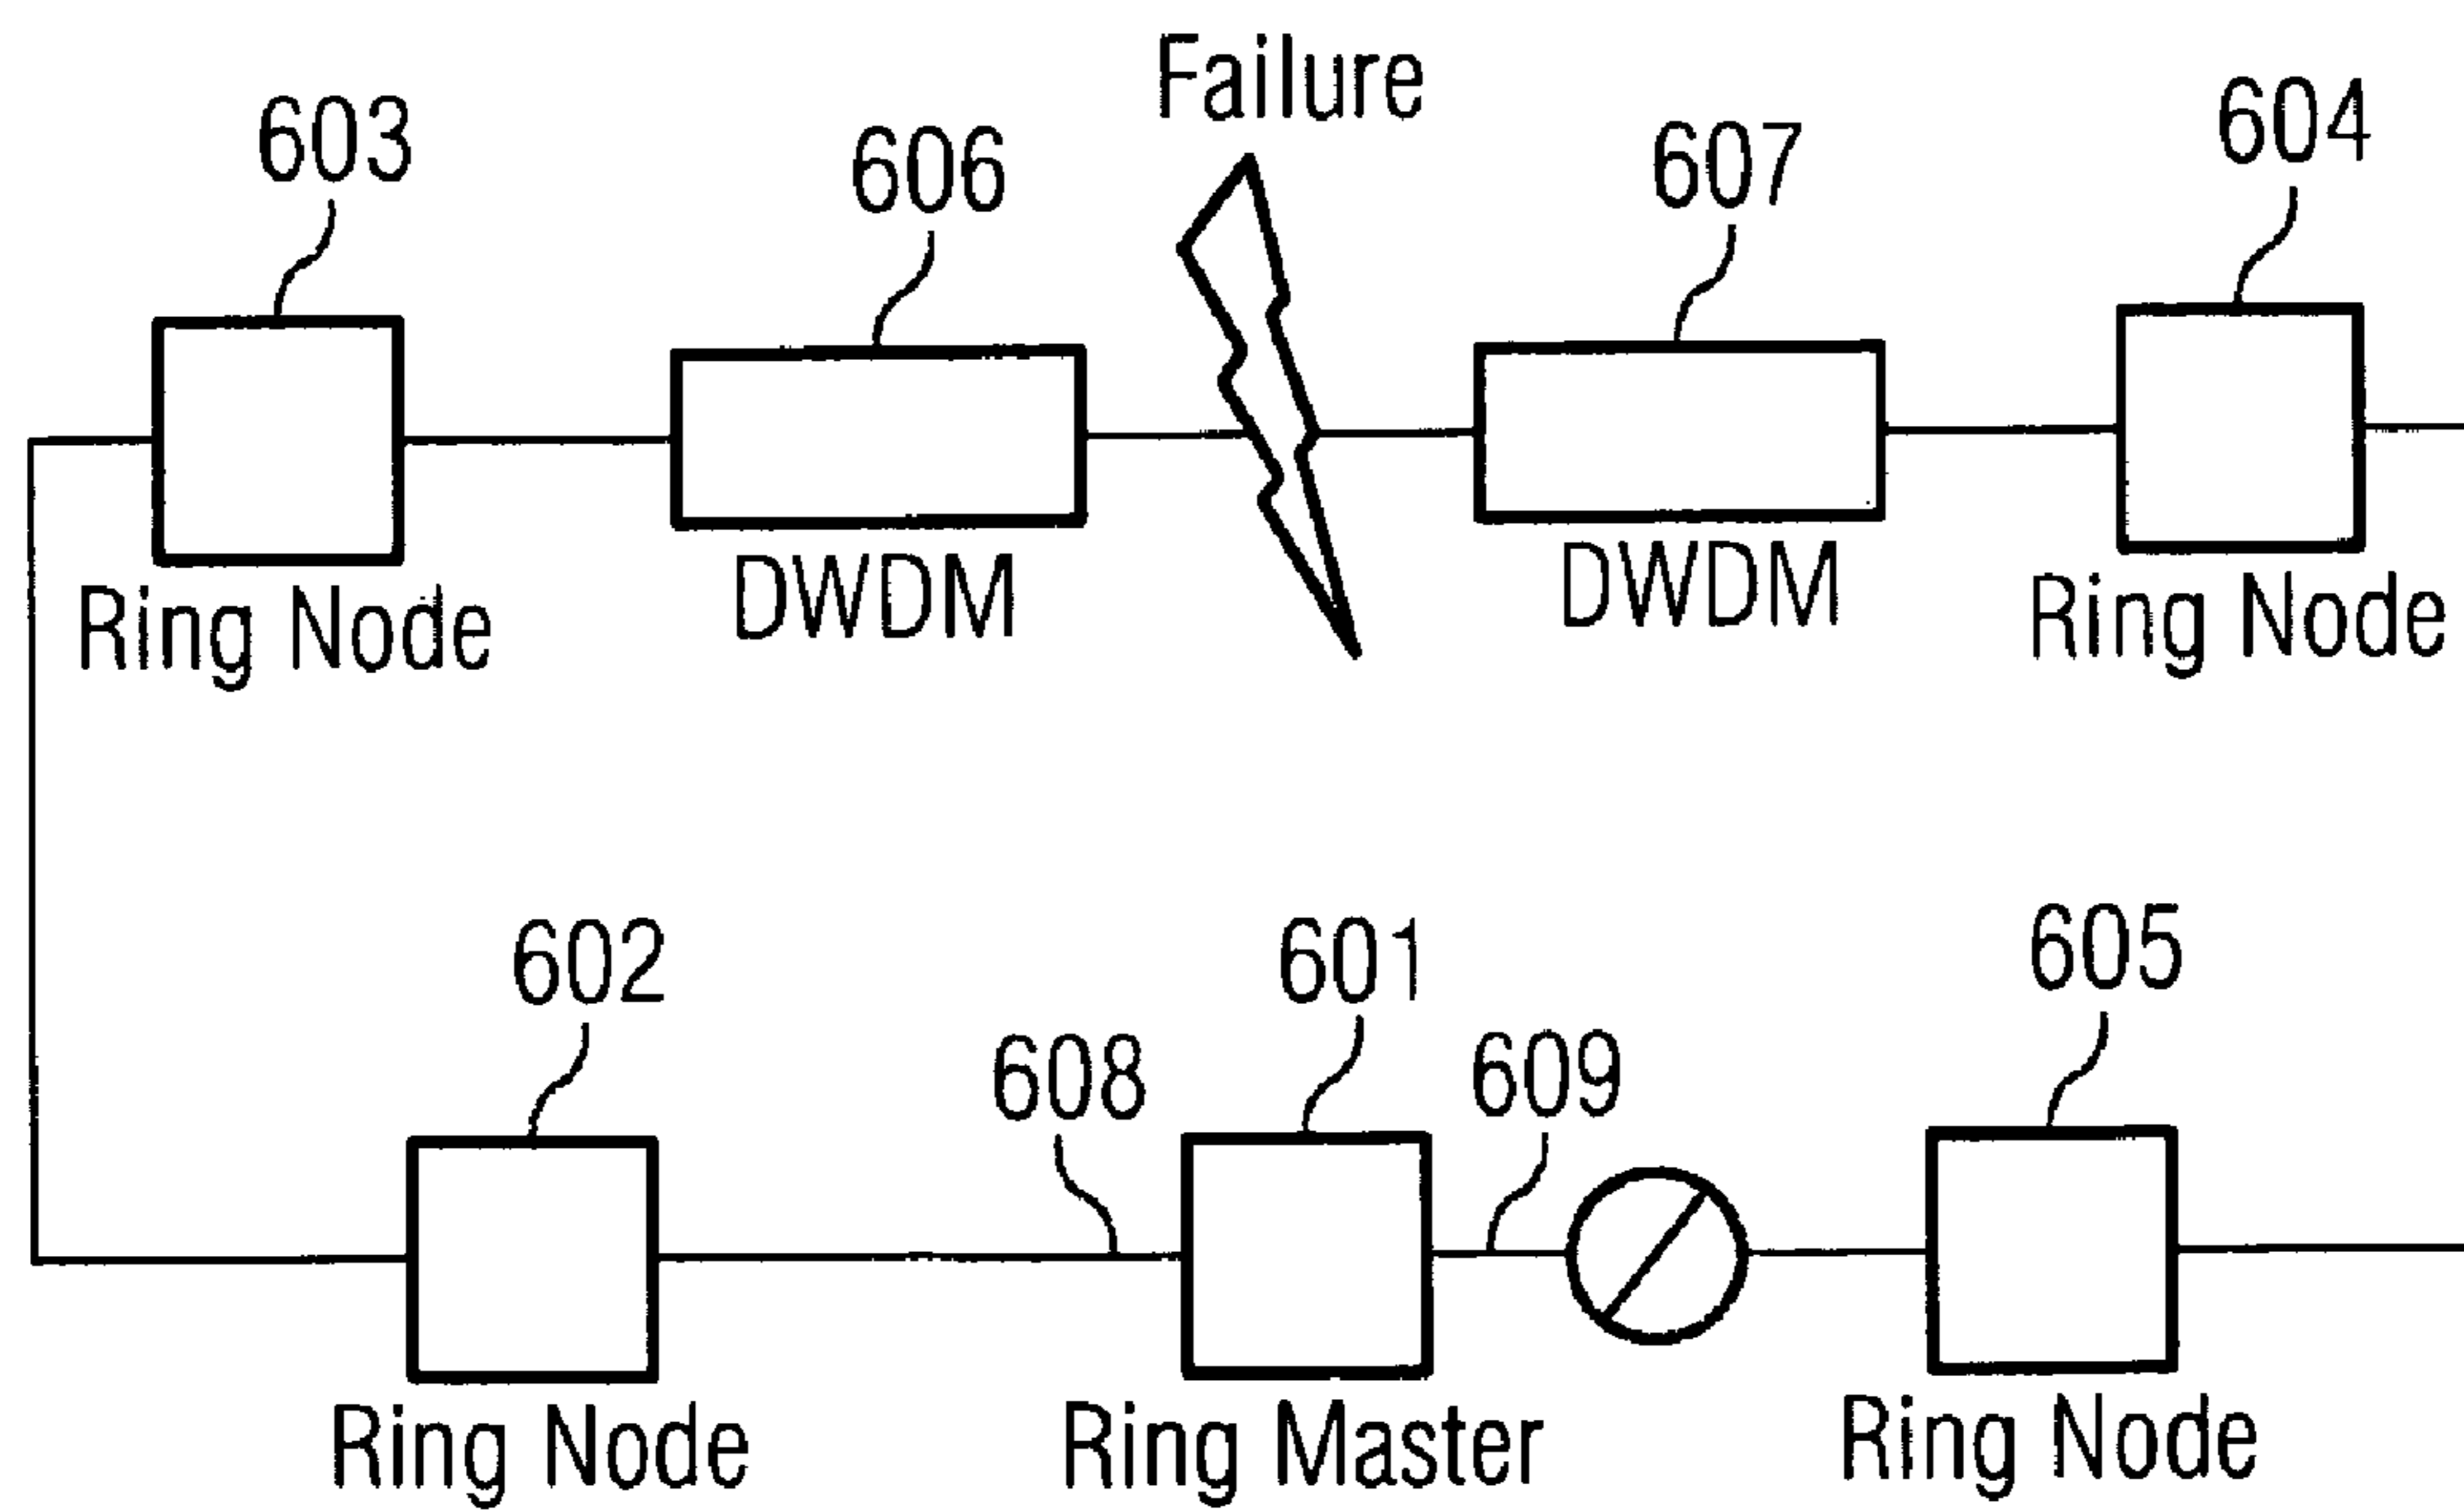 Failure
603
606
607
604
Ring Node
DWDM
DWDM
Ring Node
602
601
605
608
609
Ring Node
Ring Master
Ring Node